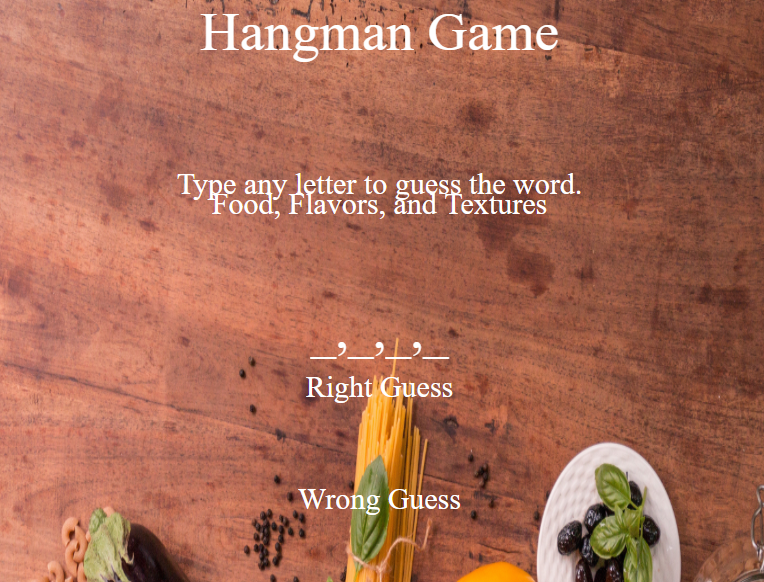 Hangman Game
Type any letter to guess the word.
Food, Flavors, and Textures
_,_,_,_
Right Guess
Wrong Guess